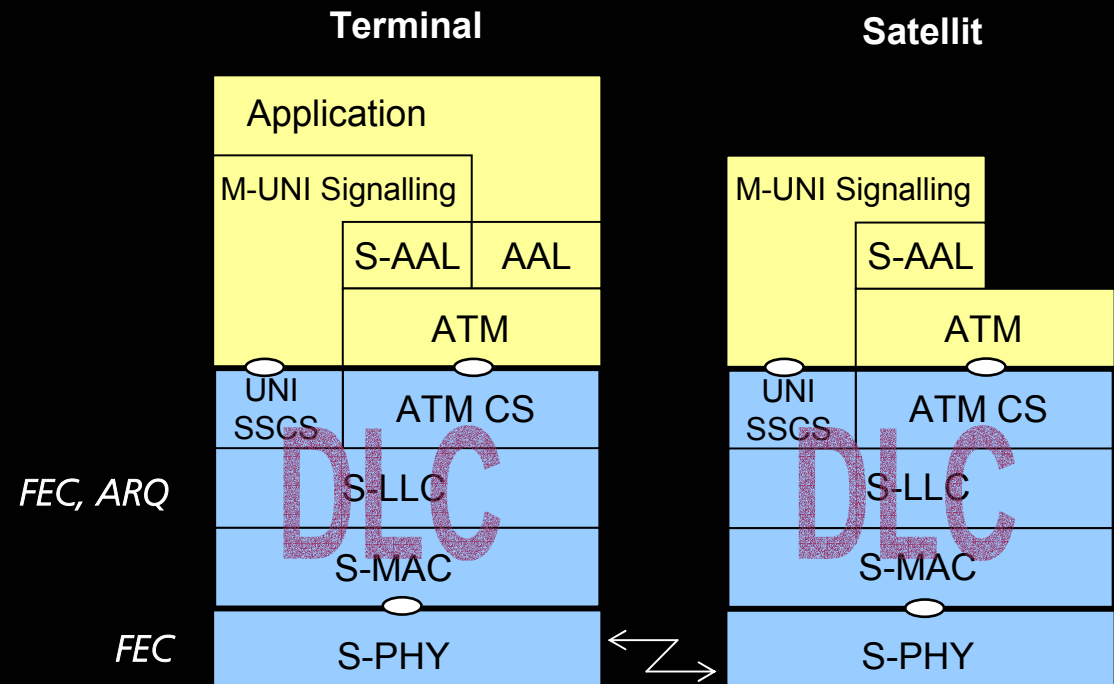 Terminal
Satellit
Application
M-UNI Signalling
S-AAL
AAL
ATM
UNI
SSCS
ATM CS
DLC
S-LLC
S-MAC
S-PHY
M-UNI Signalling
S-AAL
ATM
UNI
SSCS
ATM CS
DLC
S-LLC
S-MAC
S-PHY
FEC, ARQ
FEC